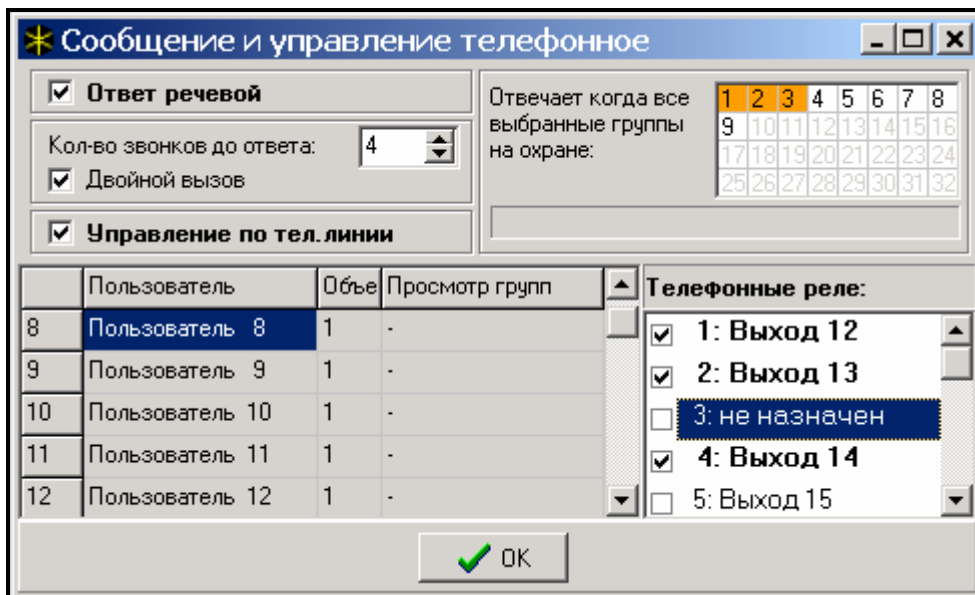 Сообщение и управление телефонное
Ответ речевой
Кол-во звонков до ответа: 4
Двойной вызов
Управление по тел.линии
Отвечает когда все
выбранные группы
на охране:
1 2 3 4 5 6 7 8
9 10 11 12 13 14 15 16
17 18 19 20 21 22 23 24
25 26 27 28 29 30 31 32
Пользователь Объе Просмотр групп
8 Пользователь 8 1 -
9 Пользователь 9 1 -
10 Пользователь 10 1 -
11 Пользователь 11 1 -
12 Пользователь 12 1 -
Телефонные реле:
1: Выход 12
2: Выход 13
3: не назначен
4: Выход 14
5: Выход 15
OK